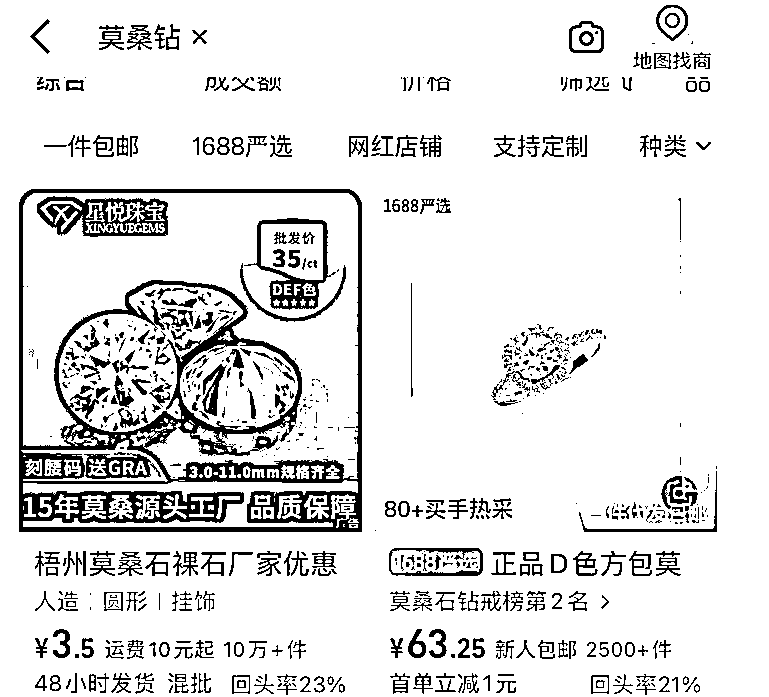 莫桑钻 ×
地图找商
综合 成交额 价格
一件包邮 1688严选 网红店铺 支持定制 种类
星悦珠宝
XINGYUEGEMS
批发价
35/ct
DEF色
刻腰码 送GRA
3.0-11.0mm规格齐全
15年莫桑源头工厂 品质保障
广告
梧州莫桑石裸石厂家优惠
人造 圆形 挂饰
¥3.5 运费10元起 10万+件
48小时发货 混批 回头率23%
1688严选
80+买手热采
一件代发包邮
1688严选 正品D色方包莫
莫桑石钻戒榜第2名 >
¥63.25 新人包邮 2500+件
首单立减1元 回头率21%